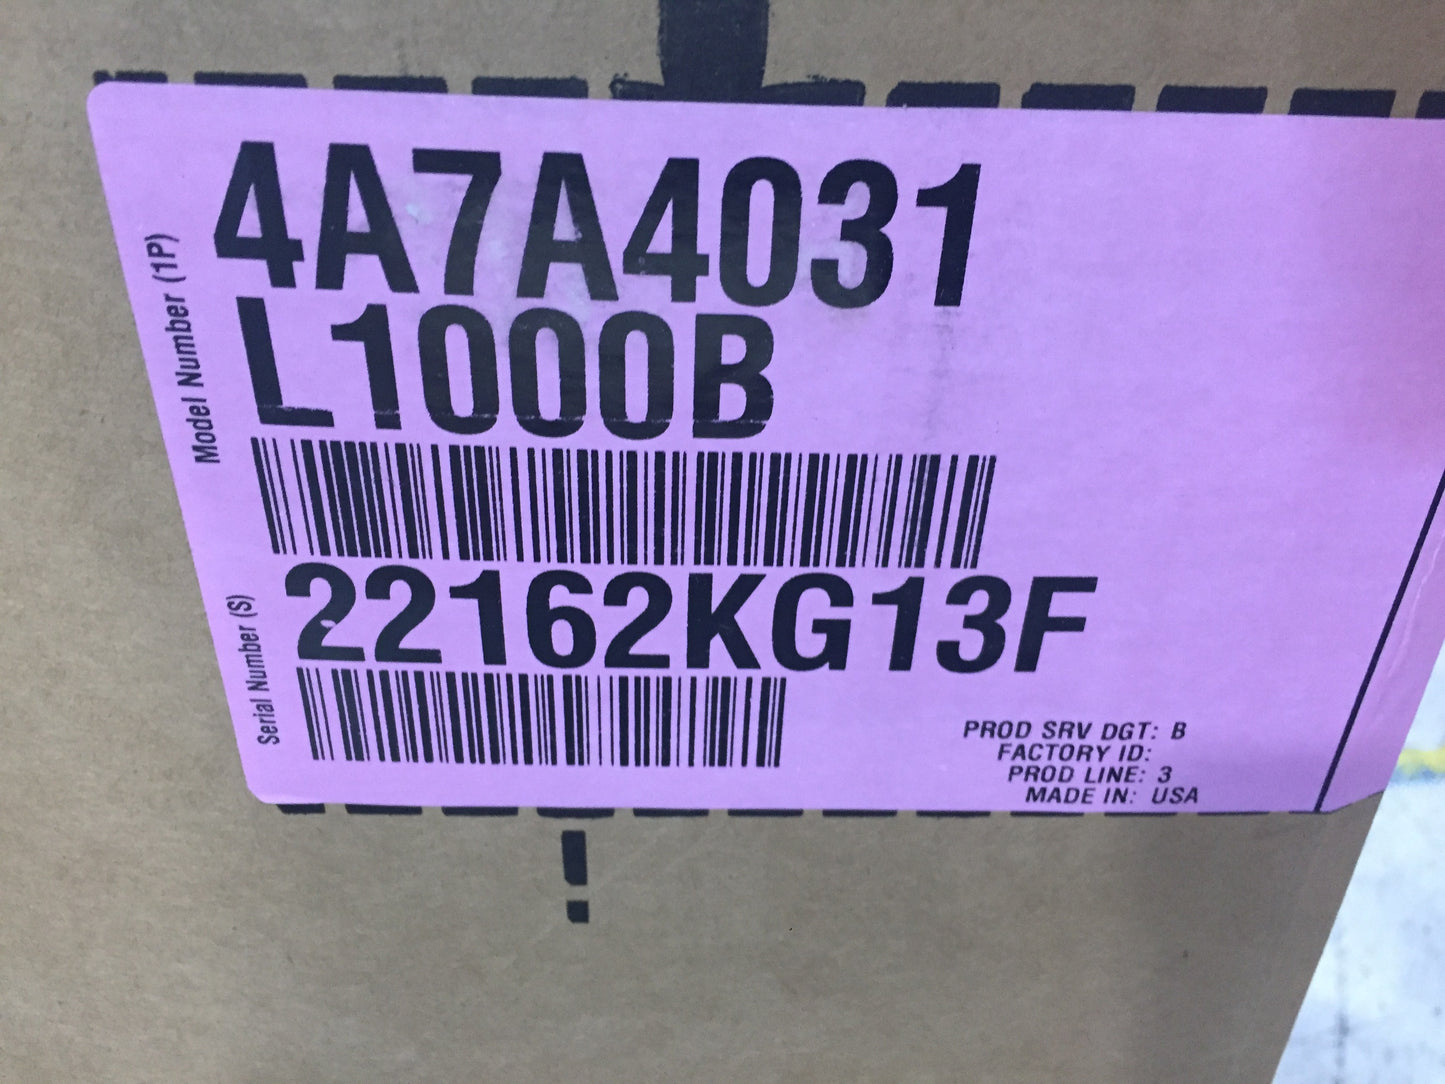 Model Number (1P)
4A7A4031
L1000B
Serial Number (S)
22162KG13F
PROD SRV DGT: B
FACTORY ID:
PROD LINE: 3
MADE IN: USA